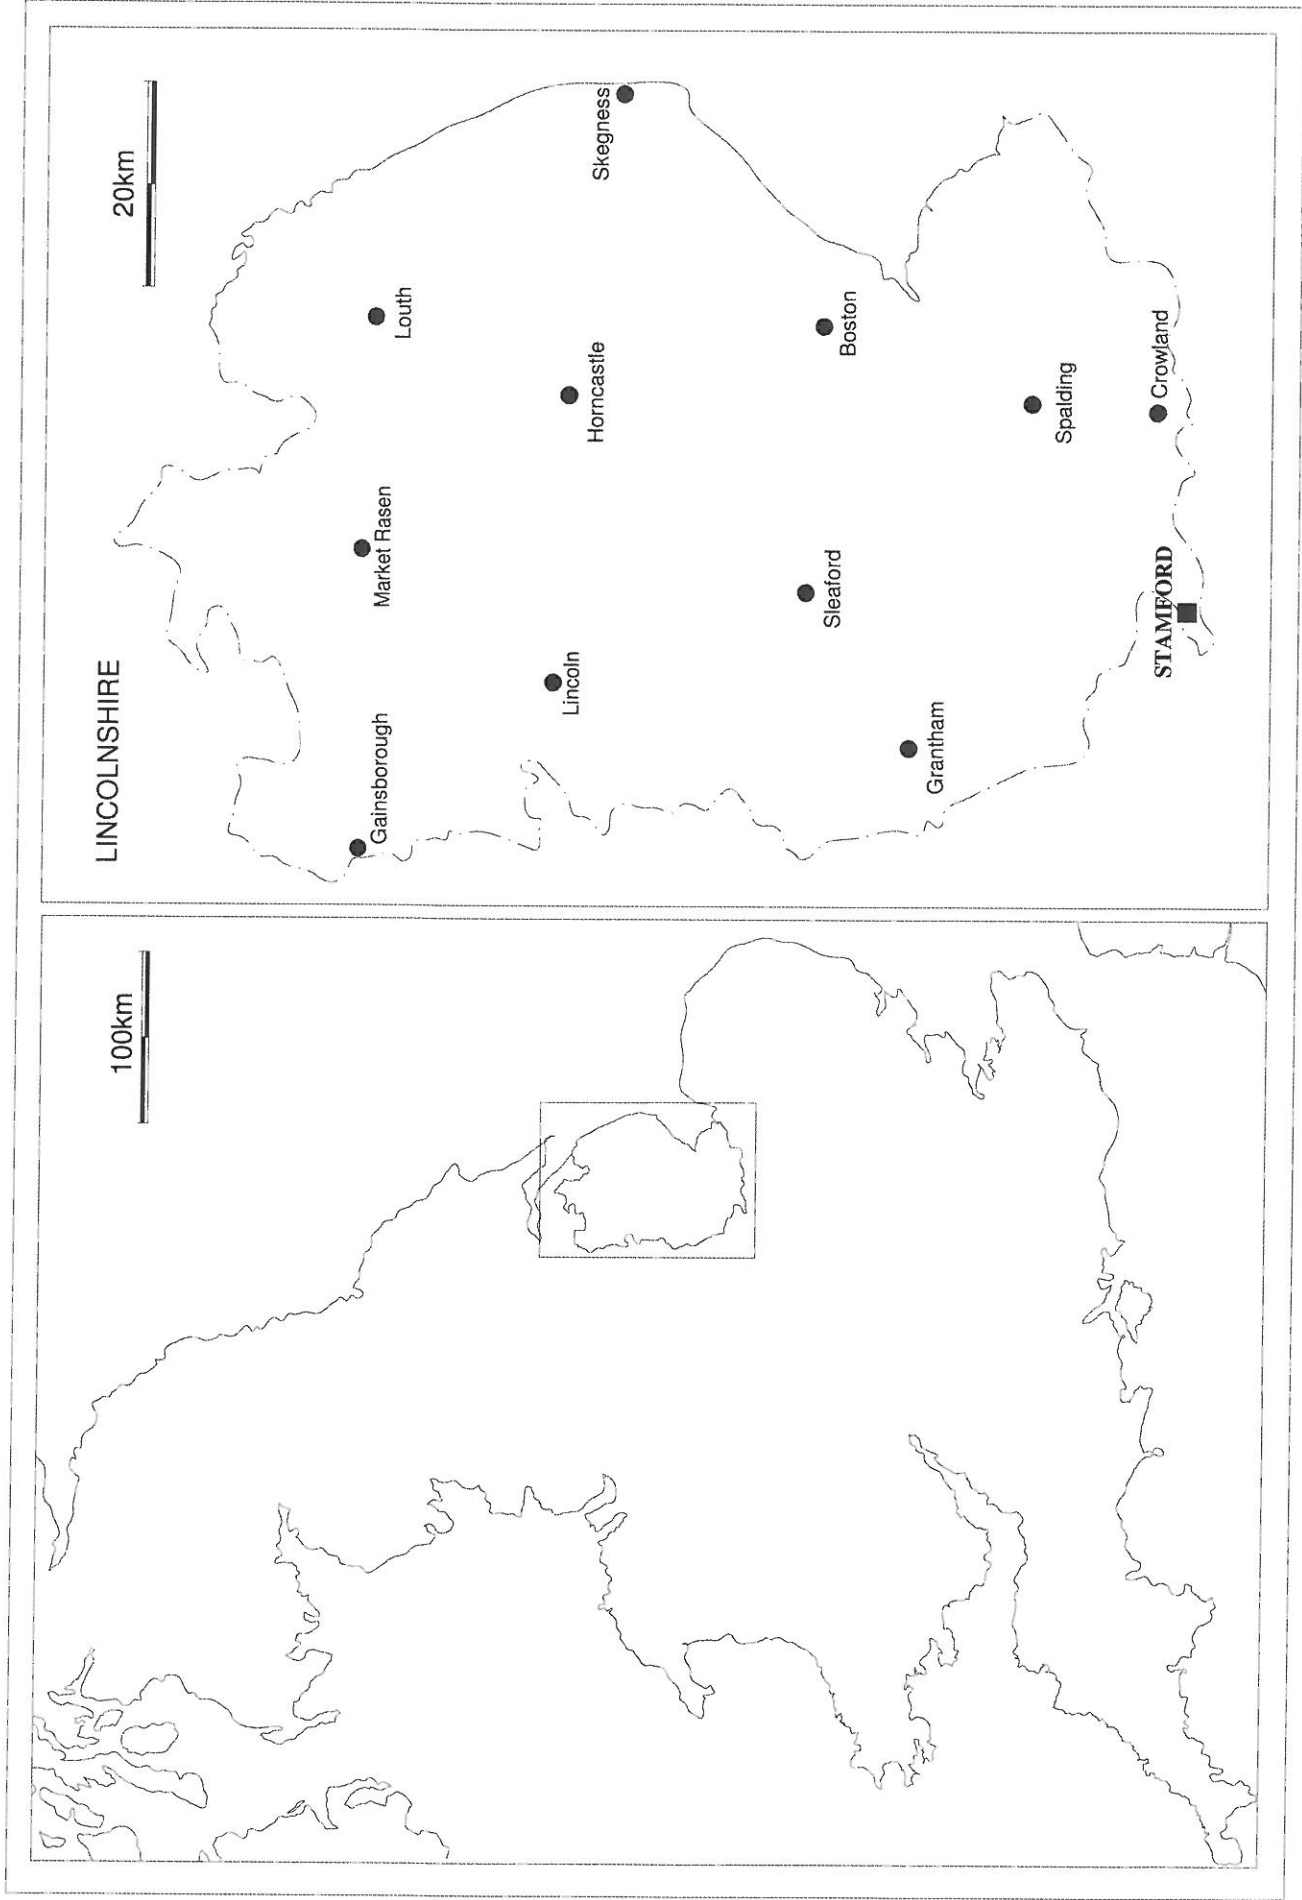 100km
LINCOLNSHIRE
20km
Gainsborough
Market Rasen
Louth
Lincoln
Horncastle
Skegness
Sleaford
Boston
Grantham
Spalding
STAMFORD
Crowland